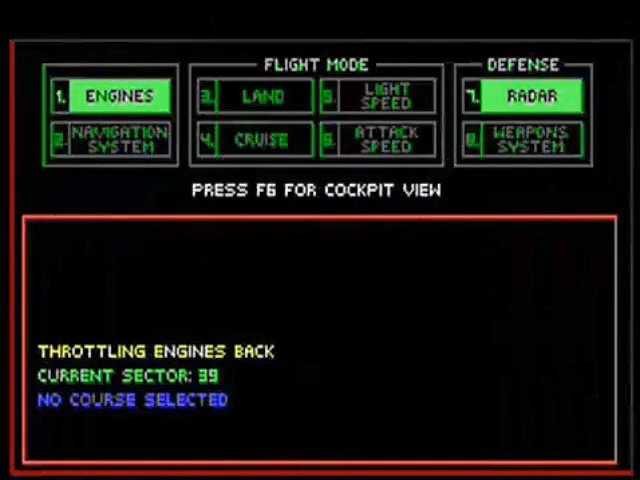 FLIGHT MODE DEFENSE
1. ENGINES 3. LAND 5. LIGHT SPEED 7. RADAR
2. NAVIGATION SYSTEM 4. CRUISE 6. ATTACK SPEED 8. WEAPONS SYSTEM
PRESS F6 FOR COCKPIT VIEW
THROTTLING ENGINES BACK
CURRENT SECTOR: 39
NO COURSE SELECTED